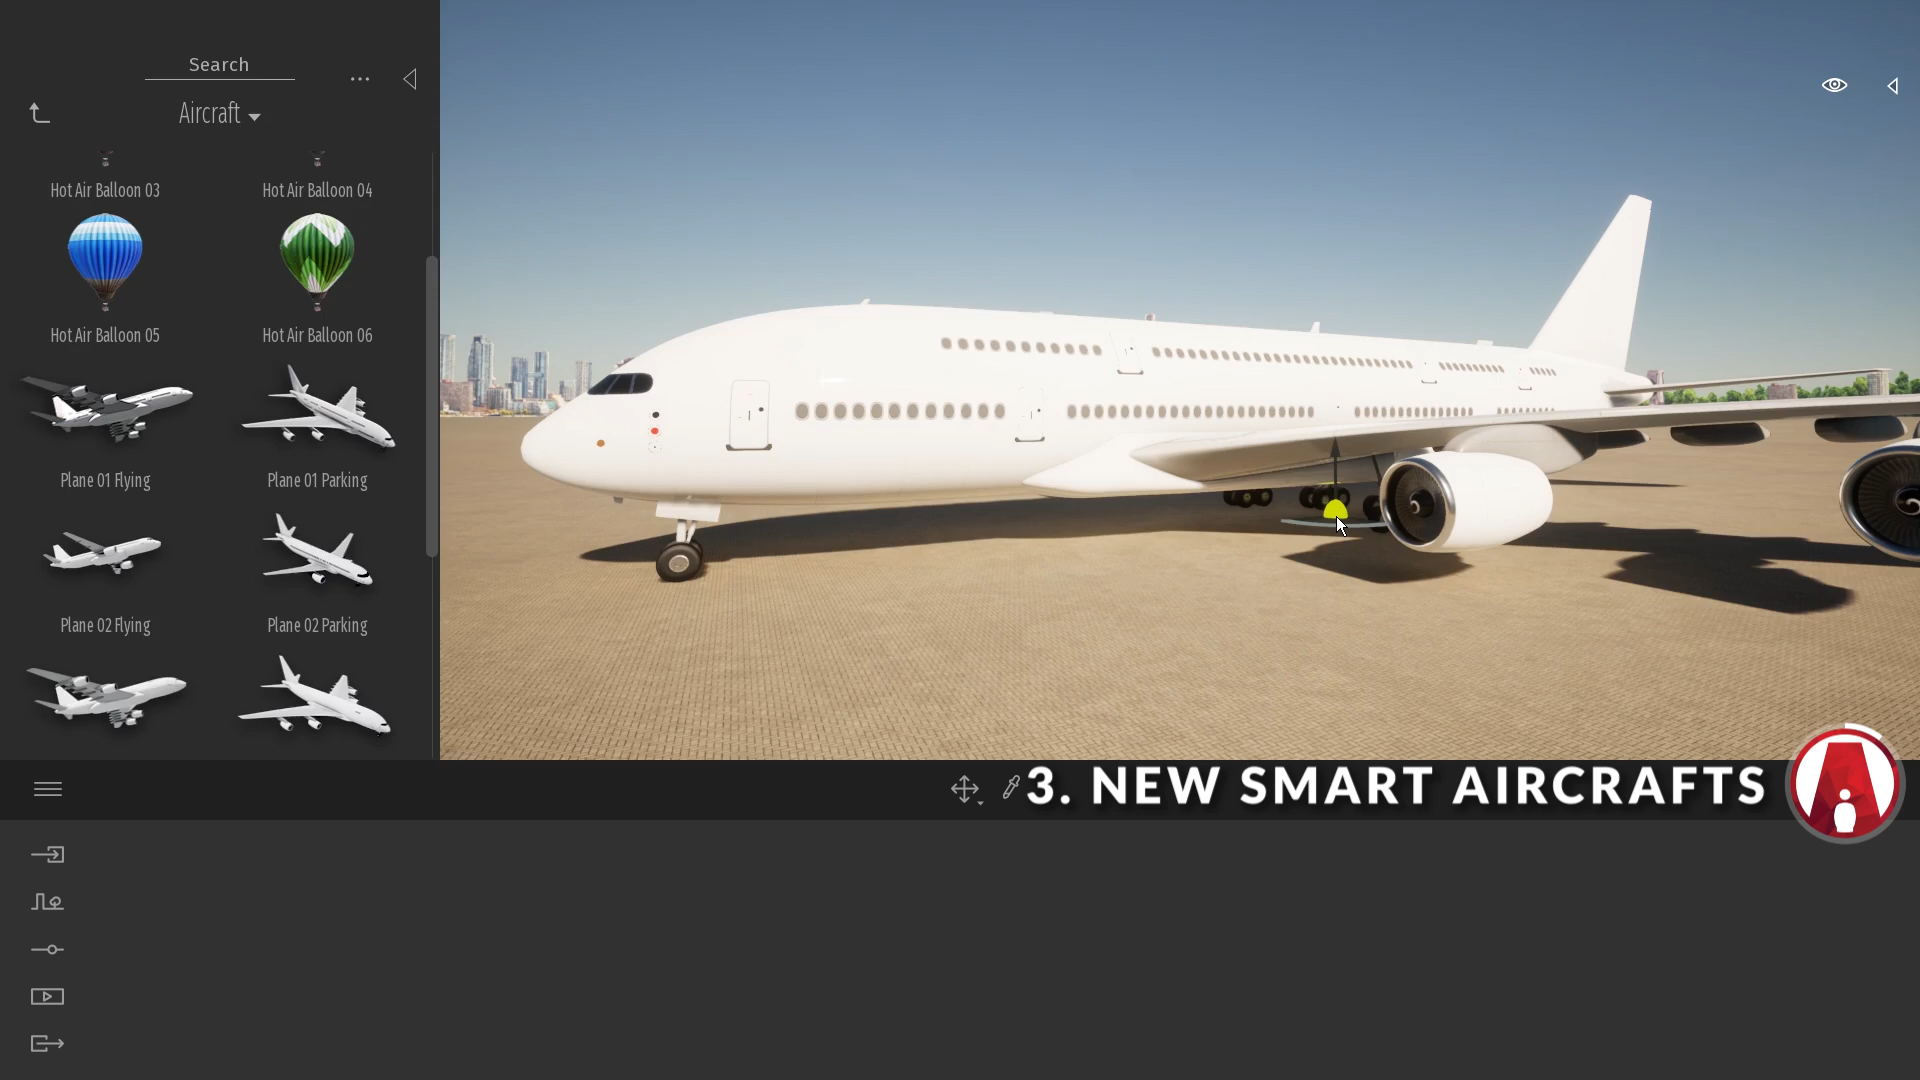 Search
Aircraft
Hot Air Balloon 03
Hot Air Balloon 04
Hot Air Balloon 05
Hot Air Balloon 06
Plane 01 Flying
Plane 01 Parking
Plane 02 Flying
Plane 02 Parking
3. NEW SMART AIRCRAFTS